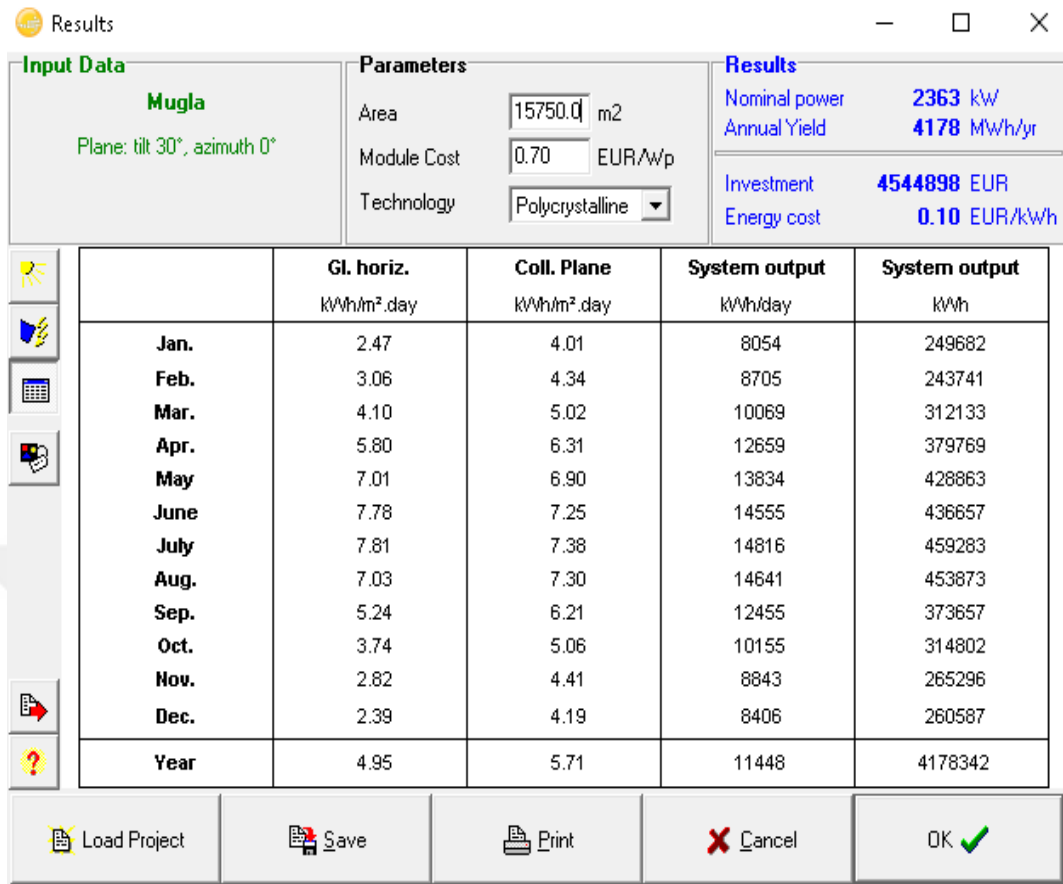 Results
Input Data
Mugla
Plane: tilt 30°, azimuth 0°
Parameters
Area 15750.0 m2
Module Cost 0.70 EUR/Wp
Technology Polycrystalline
Results
Nominal power 2363 kW
Annual Yield 4178 MWh/yr
Investment 4544898 EUR
Energy cost 0.10 EUR/kWh
Gl. horiz. Coll. Plane System output System output
kWh/m².day kWh/m².day kWh/day kWh
Jan. 2.47 4.01 8054 249682
Feb. 3.06 4.34 8705 243741
Mar. 4.10 5.02 10069 312133
Apr. 5.80 6.31 12659 379769
May 7.01 6.90 13834 428863
June 7.78 7.25 14555 436657
July 7.81 7.38 14816 459283
Aug. 7.03 7.30 14641 453873
Sep. 5.24 6.21 12455 373657
Oct. 3.74 5.06 10155 314802
Nov. 2.82 4.41 8843 265296
Dec. 2.39 4.19 8406 260587
Year 4.95 5.71 11448 4178342
?
Load Project Save Print Cancel OK